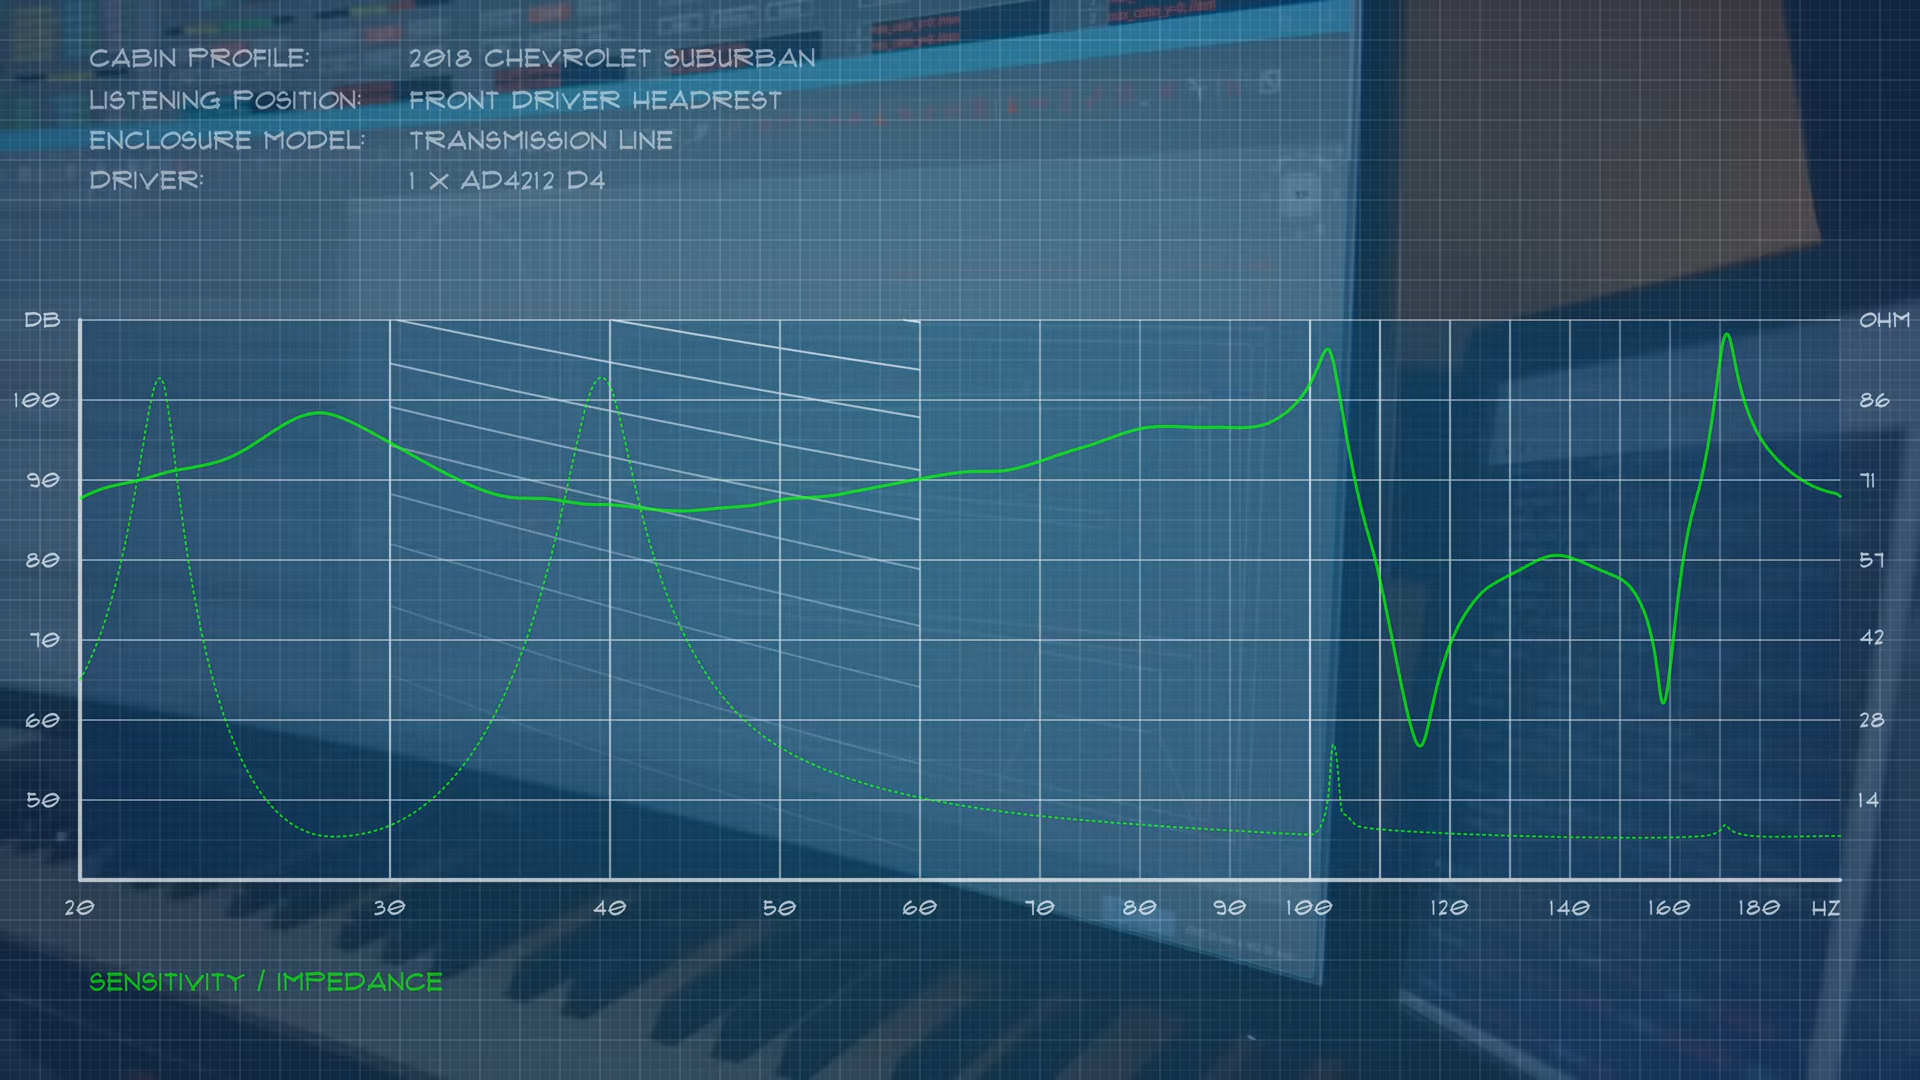 CABIN PROFILE: 2018 CHEVROLET SUBURBAN
LISTENING POSITION: FRONT DRIVER HEADREST
ENCLOSURE MODEL: TRANSMISSION LINE
DRIVER: 1 X AD4212 D4
DB OHM
100 86
90 71
80 57
70 42
60 28
50 14
20 30 40 50 60 70 80 90 100 120 140 160 180 HZ
SENSITIVITY / IMPEDANCE